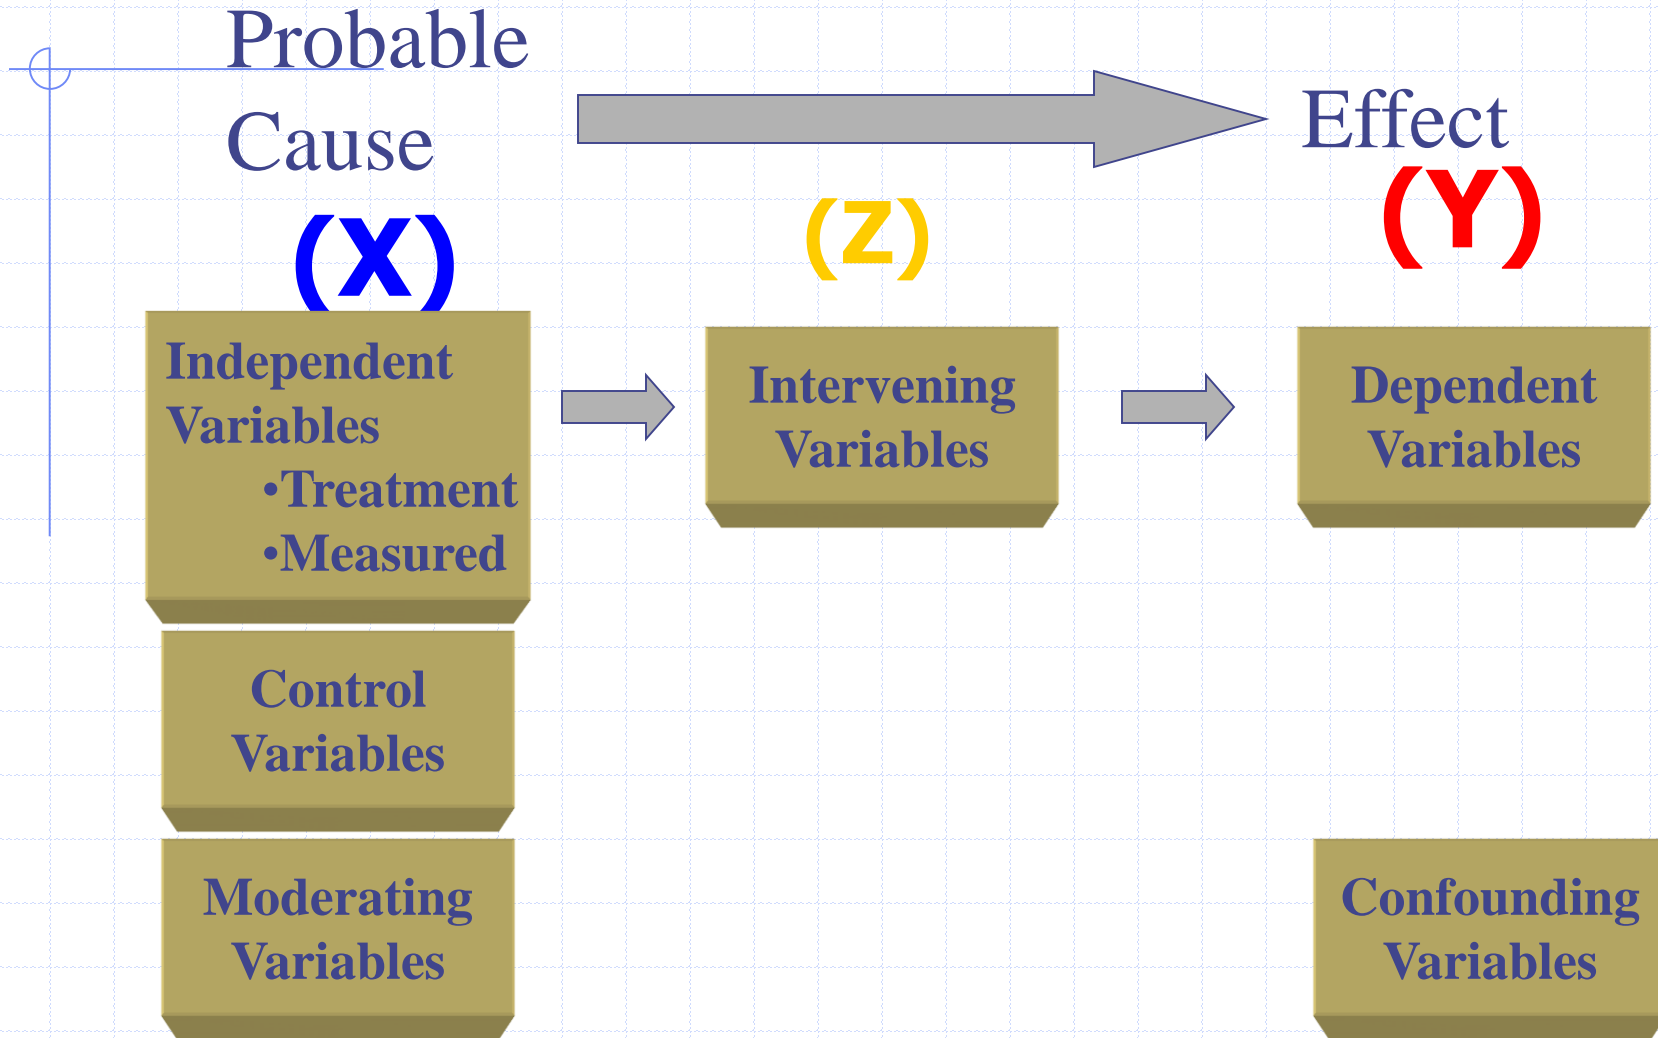 Probable
Cause
Effect
(X)
(Z)
(Y)
Independent
Variables
•Treatment
•Measured
Intervening
Variables
Dependent
Variables
Control
Variables
Moderating
Variables
Confounding
Variables